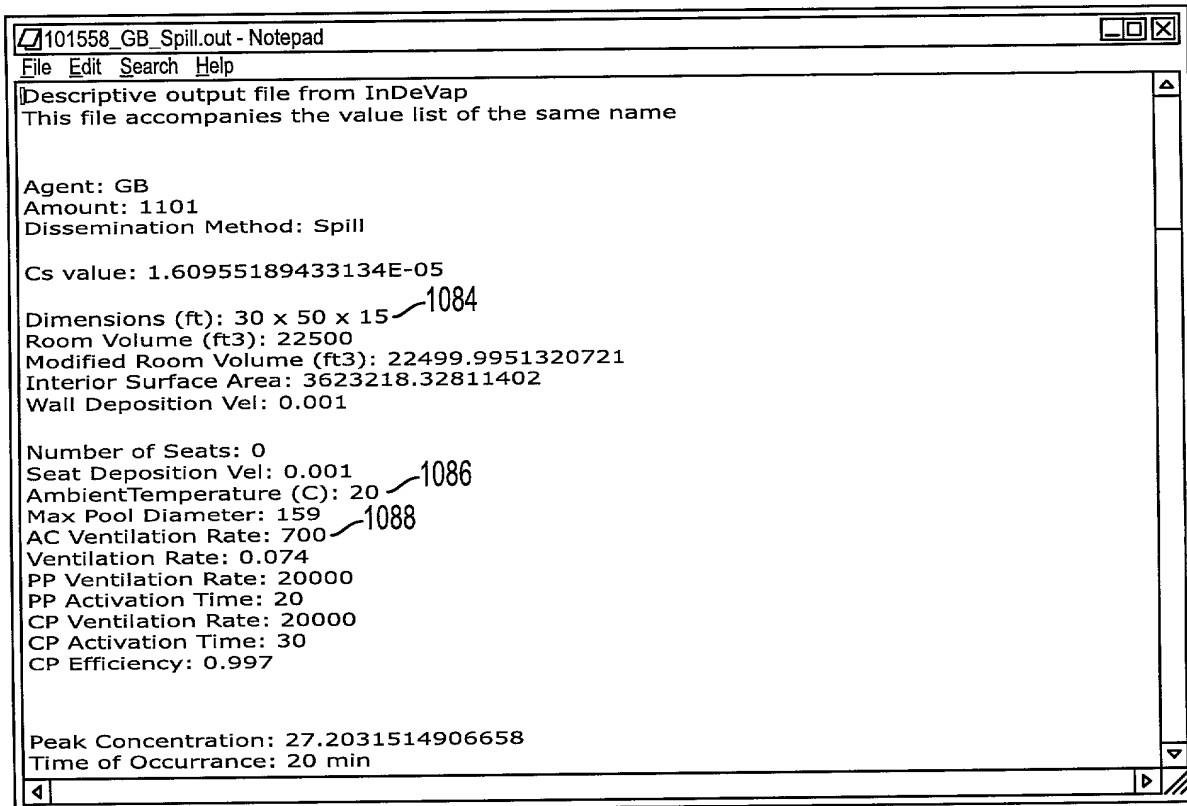 101558_GB_Spill.out - Notepad
File Edit Search Help
Descriptive output file from InDeVap
This file accompanies the value list of the same name
Agent: GB
Amount: 1101
Dissemination Method: Spill
Cs value: 1.60955189433134E-05
Dimensions (ft): 30 x 50 x 15 1084
Room Volume (ft3): 22500
Modified Room Volume (ft3): 22499.9951320721
Interior Surface Area: 3623218.32811402
Wall Deposition Vel: 0.001
Number of Seats: 0
Seat Deposition Vel: 0.001
AmbientTemperature (C): 20 1086
Max Pool Diameter: 159
AC Ventilation Rate: 700 1088
Ventilation Rate: 0.074
PP Ventilation Rate: 20000
PP Activation Time: 20
CP Ventilation Rate: 20000
CP Activation Time: 30
CP Efficiency: 0.997
Peak Concentration: 27.2031514906658
Time of Occurrance: 20 min